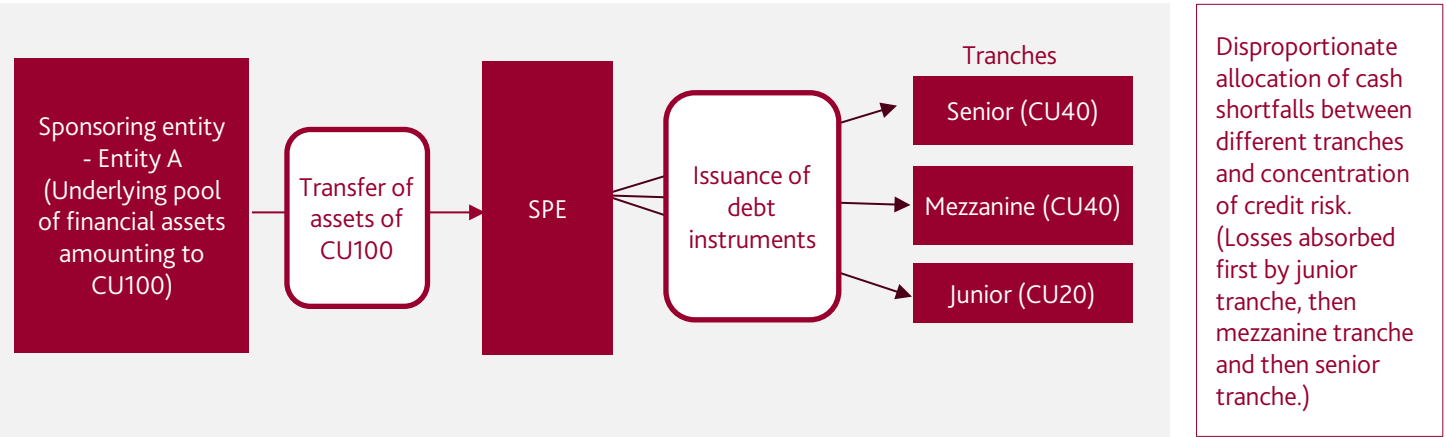 Sponsoring entity
- Entity A
(Underlying pool
of financial assets
amounting to
CU100)
Transfer of
assets of
CU100
SPE
Issuance of
debt
instruments
Tranches
Senior (CU40)
Mezzanine (CU40)
Junior (CU20)
Disproportionate
allocation of cash
shortfalls between
different tranches
and concentration
of credit risk.
(Losses absorbed
first by junior
tranche, then
mezzanine tranche
and then senior
tranche.)